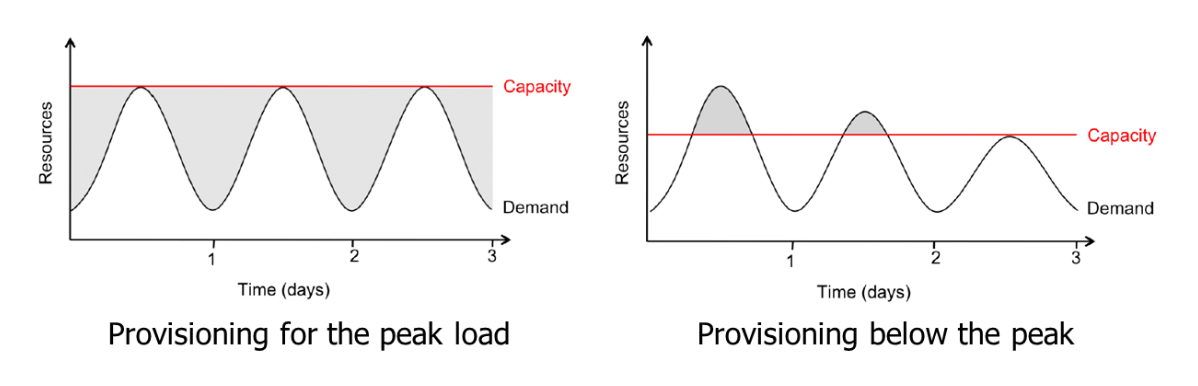 Capacity
Resources
Demand
1
2
3
Time (days)
Provisioning for the peak load
Capacity
Resources
Demand
1
2
3
Time (days)
Provisioning below the peak